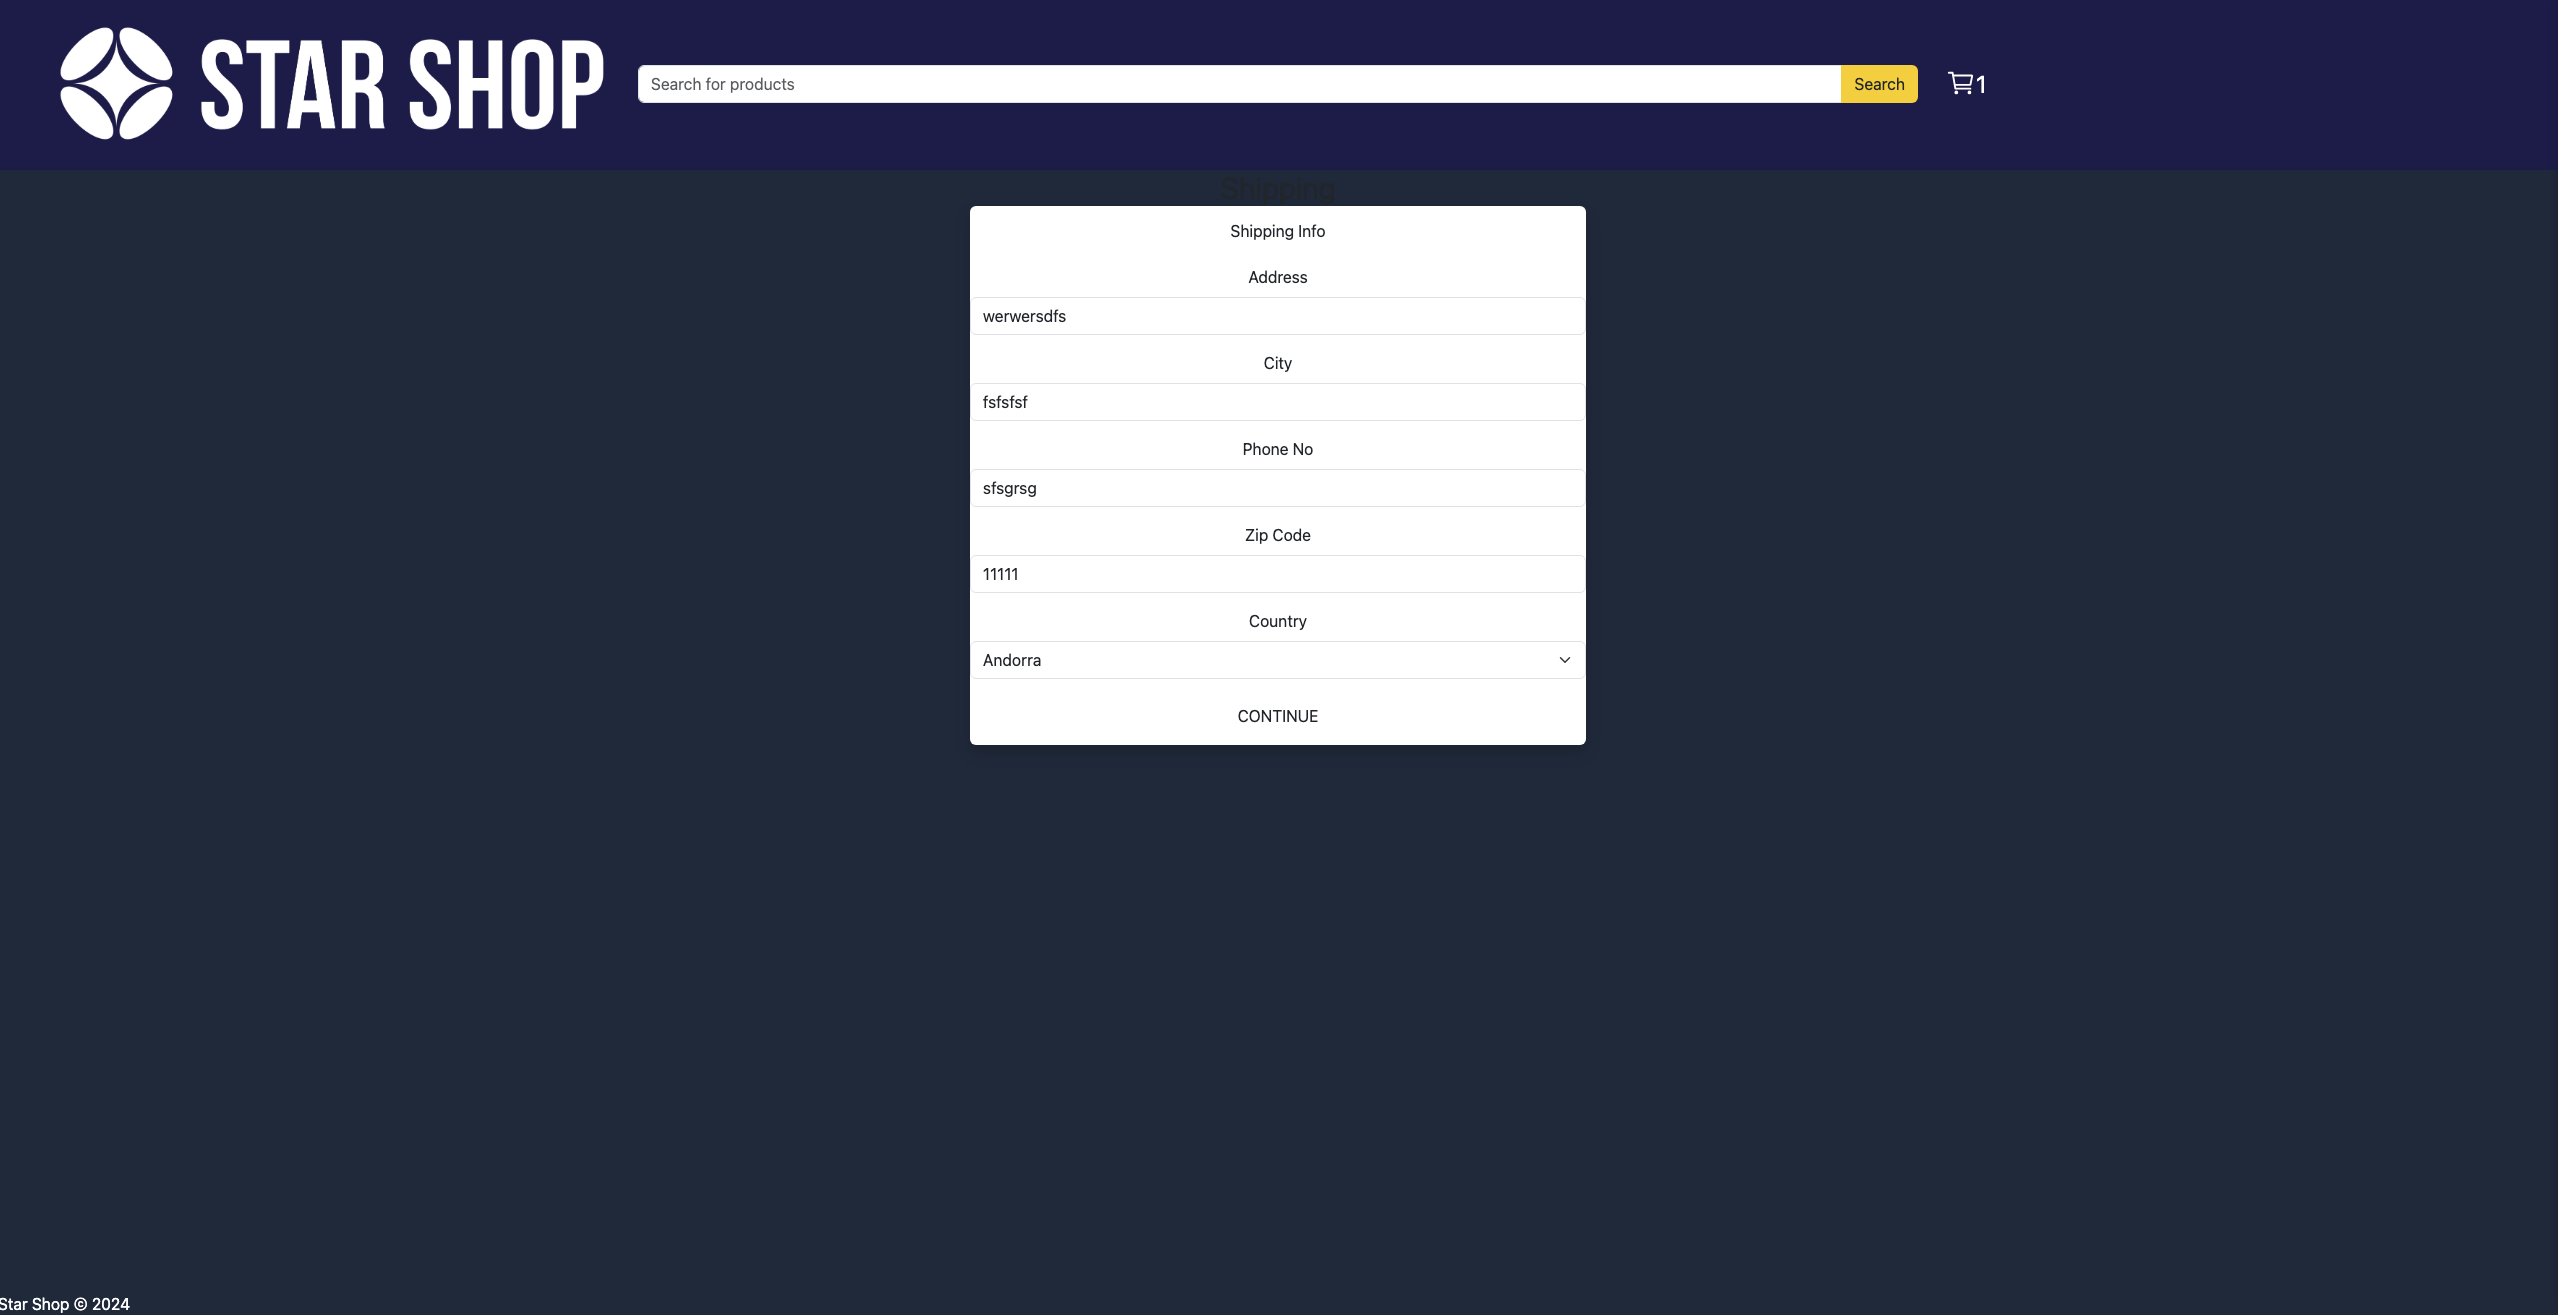 STAR SHOP
Search for products
Search
1
Shipping
Shipping Info
Address
werwersdfs
City
fsfsfsf
Phone No
sfsgrsg
Zip Code
11111
Country
Andorra
CONTINUE
Star Shop © 2024